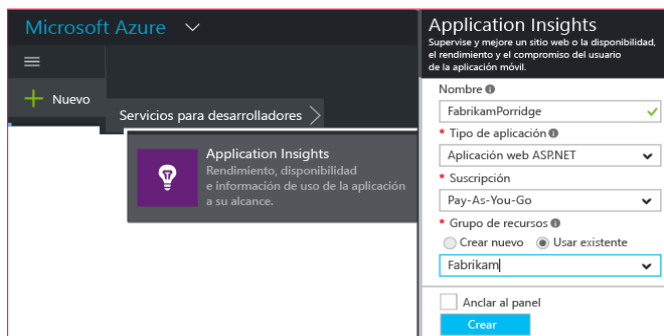 Microsoft Azure
Nuevo
Servicios para desarrolladores
Application Insights
Rendimiento, disponibilidad
e información de uso de la aplicación
a su alcance.
Application Insights
Supervise y mejore un sitio web o la disponibilidad,
el rendimiento y el compromiso del usuario
de la aplicación móvil.
Nombre
FabrikamPorridge
* Tipo de aplicación
Aplicación web ASP.NET
* Suscripción
Pay-As-You-Go
* Grupo de recursos
Crear nuevo Usar existente
Fabrikam
Anclar al panel
Crear